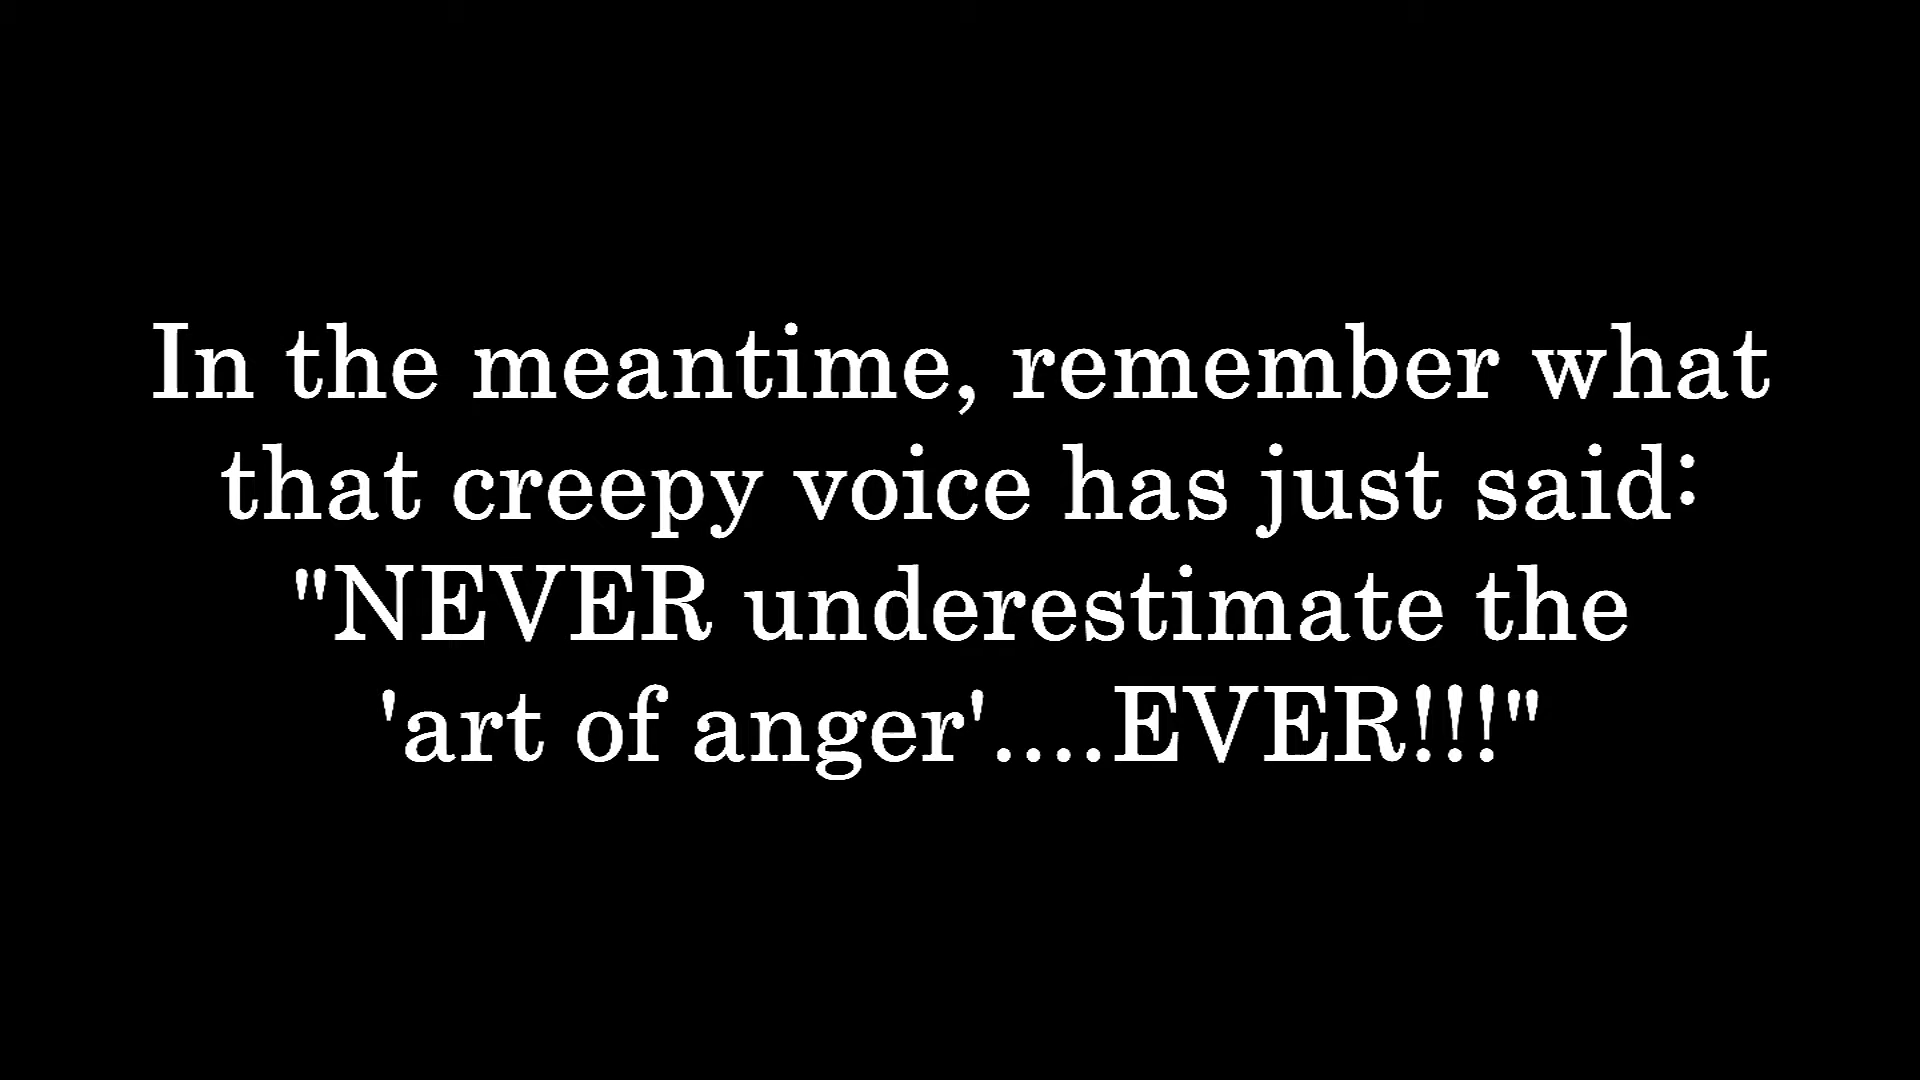 In the meantime, remember what
that creepy voice has just said:
"NEVER underestimate the
'art of anger'....EVER!!!"